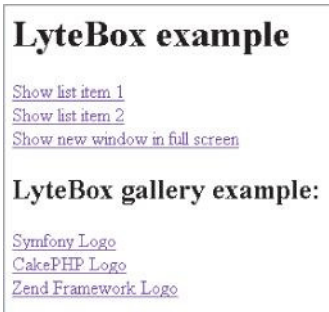 LyteBox example
Show list item 1
Show list item 2
Show new window in full screen
LyteBox gallery example:
Symfony Logo
CakePHP Logo
Zend Framework Logo